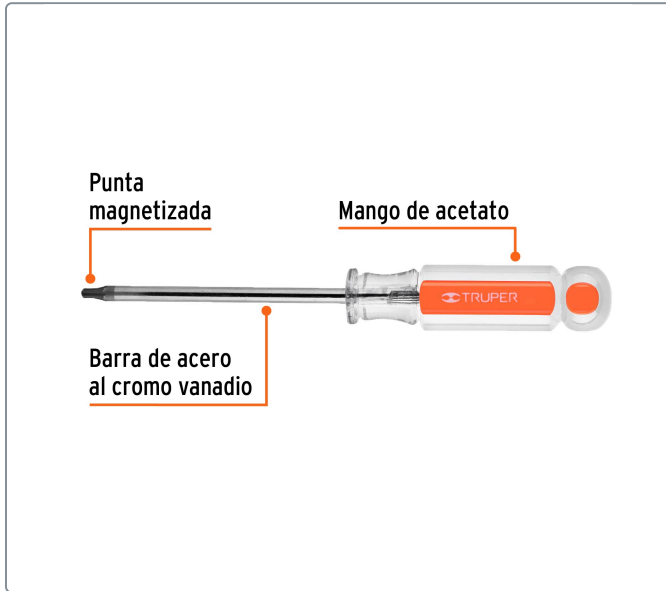 Punta
magnetizada
Mango de acetato
TRUPER
Barra de acero
al cromo vanadio